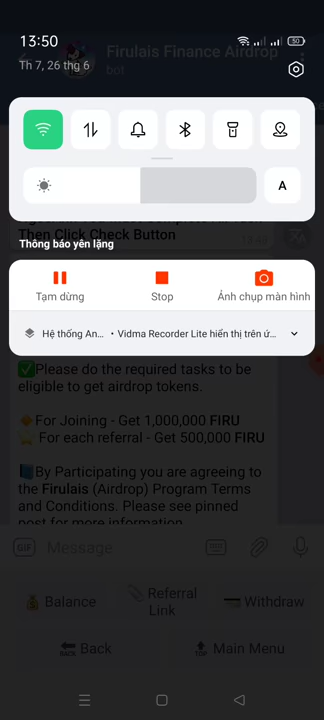 13:50
50
Firulais Finance Airdrop
bot
Th 7, 26 thg 6
A
Then Click Check Button
Thông báo yên lặng
Tạm dừng
Stop
Ảnh chụp màn hình
Hệ thống An... • Vidma Recorder Lite hiển thị trên ứ...
✅Please do the required tasks to be
eligible to get airdrop tokens.
🔸For Joining - Get 1,000,000 FIRU
⭐ For each referral - Get 500,000 FIRU
📘By Participating you are agreeing to
the Firulais (Airdrop) Program Terms
and Conditions. Please see pinned
post for more information
GIF
Message
💰 Balance
📎 Referral
Link
💳 Withdraw
🔙 Back
🔝 Main Menu